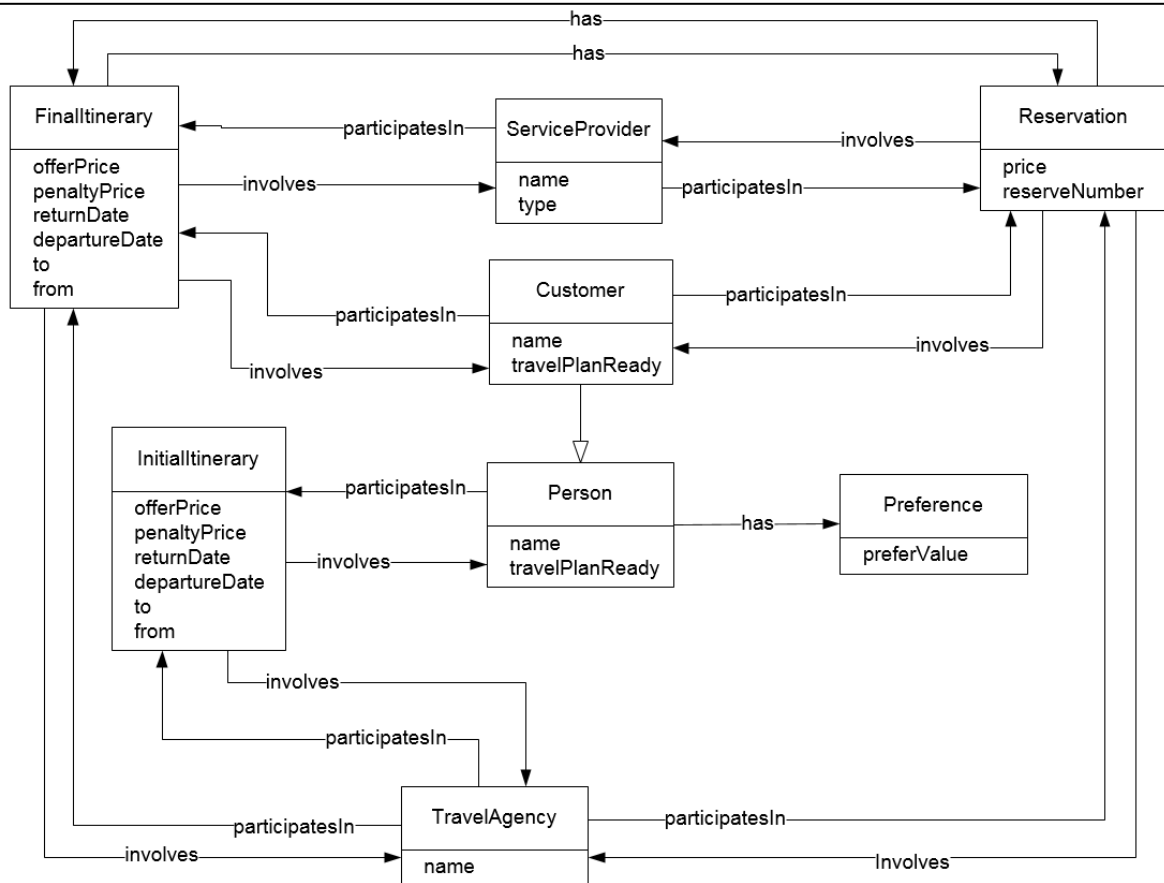 has
has
FinalItinerary
offerPrice
penaltyPrice
returnDate
departureDate
to
from
participatesIn
ServiceProvider
name
type
involves
Reservation
price
reserveNumber
involves
participatesIn
Customer
name
travelPlanReady
participatesIn
involves
participatesIn
involves
InitialItinerary
offerPrice
penaltyPrice
returnDate
departureDate
to
from
participatesIn
involves
Person
name
travelPlanReady
has
Preference
preferValue
involves
participatesIn
TravelAgency
name
participatesIn
involves
participatesIn
Involves